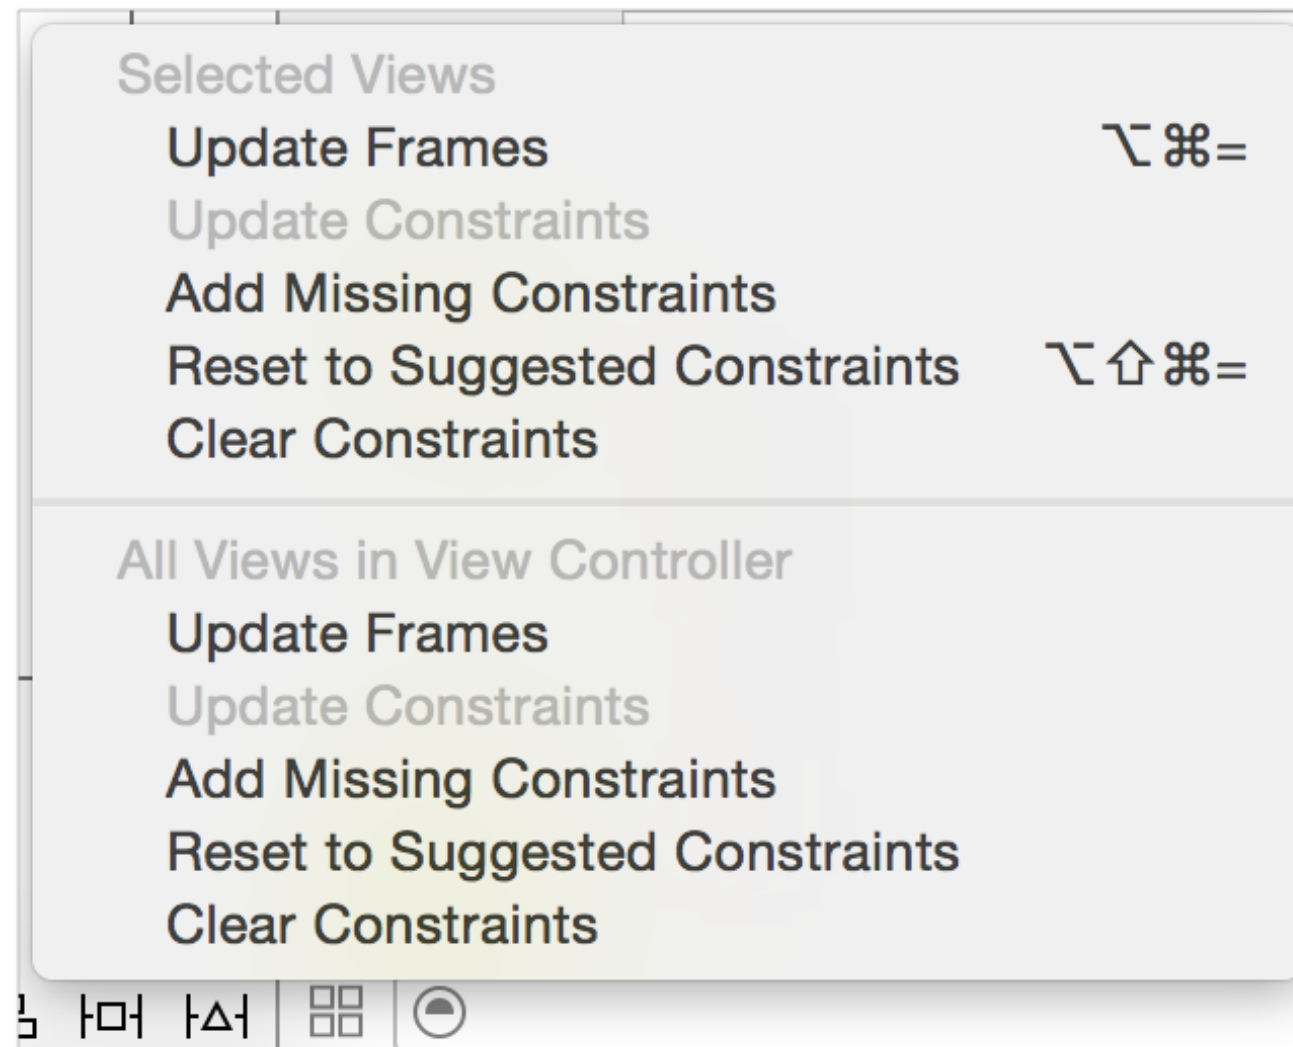 Selected Views
Update Frames ⌥⌘=
Update Constraints
Add Missing Constraints
Reset to Suggested Constraints ⌥⇧⌘=
Clear Constraints
All Views in View Controller
Update Frames
Update Constraints
Add Missing Constraints
Reset to Suggested Constraints
Clear Constraints